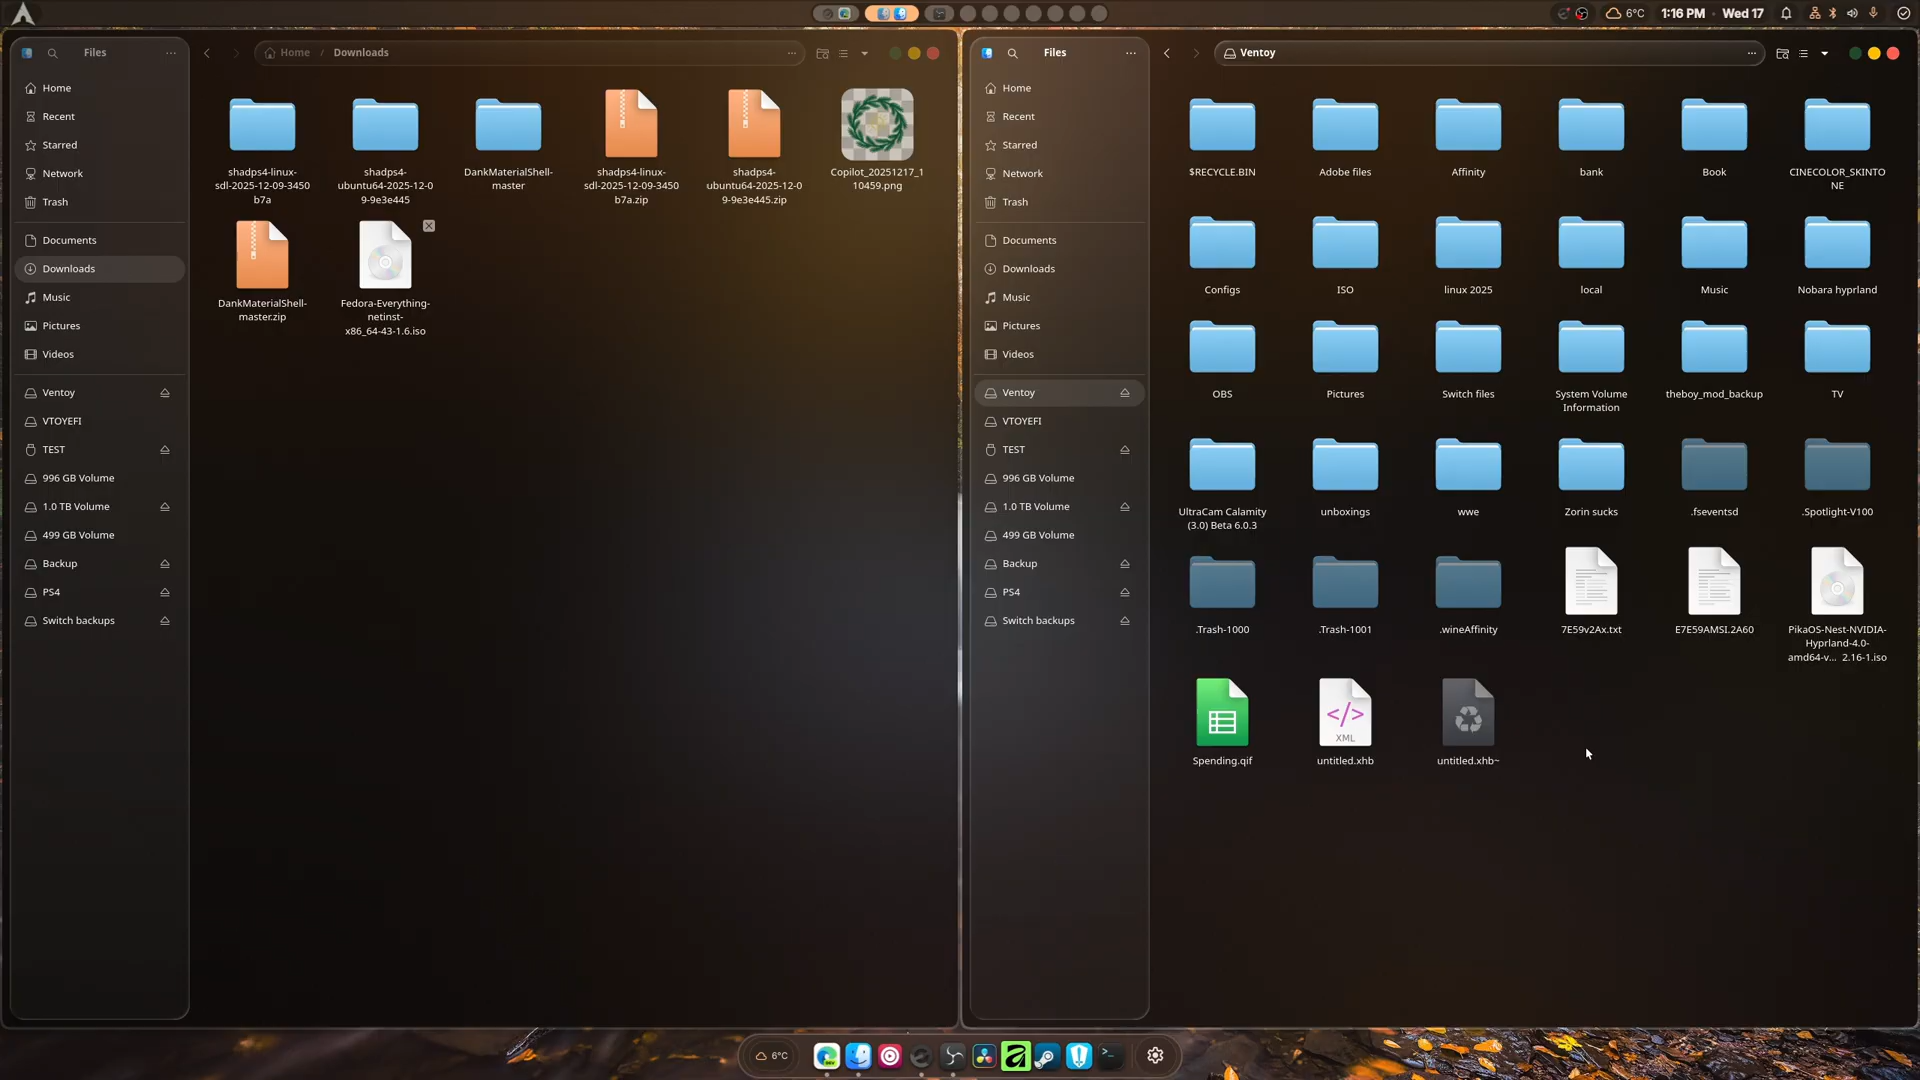 6°C
1:16 PM · Wed 17
Files
Home / Downloads
Home
Recent
Starred
Network
Trash
Documents
Downloads
Music
Pictures
Videos
Ventoy
VTOYEFI
TEST
996 GB Volume
1.0 TB Volume
499 GB Volume
Backup
PS4
Switch backups
shadps4-linux-
sdl-2025-12-09-3450
b7a
shadps4-
ubuntu64-2025-12-0
9-9e3e445
DankMaterialShell-
master
shadps4-linux-
sdl-2025-12-09-3450
b7a.zip
shadps4-
ubuntu64-2025-12-0
9-9e3e445.zip
Copilot_20251217_1
10459.png
DankMaterialShell-
master.zip
Fedora-Everything-
netinst-
x86_64-43-1.6.iso
Files
Ventoy
Home
Recent
Starred
Network
Trash
Documents
Downloads
Music
Pictures
Videos
Ventoy
VTOYEFI
TEST
996 GB Volume
1.0 TB Volume
499 GB Volume
Backup
PS4
Switch backups
$RECYCLE.BIN
Adobe files
Affinity
bank
Book
CINECOLOR_SKINTO
NE
Configs
ISO
linux 2025
local
Music
Nobara hyprland
OBS
Pictures
Switch files
System Volume
Information
theboy_mod_backup
TV
UltraCam Calamity
(3.0) Beta 6.0.3
unboxings
wwe
Zorin sucks
.fseventsd
.Spotlight-V100
.Trash-1000
.Trash-1001
.wineAffinity
7E59v2Ax.txt
E7E59AMSI.2A60
PikaOS-Nest-NVIDIA-
Hyprland-4.0-
amd64-v... 2.16-1.iso
XML
Spending.qif
untitled.xhb
untitled.xhb~
6°C